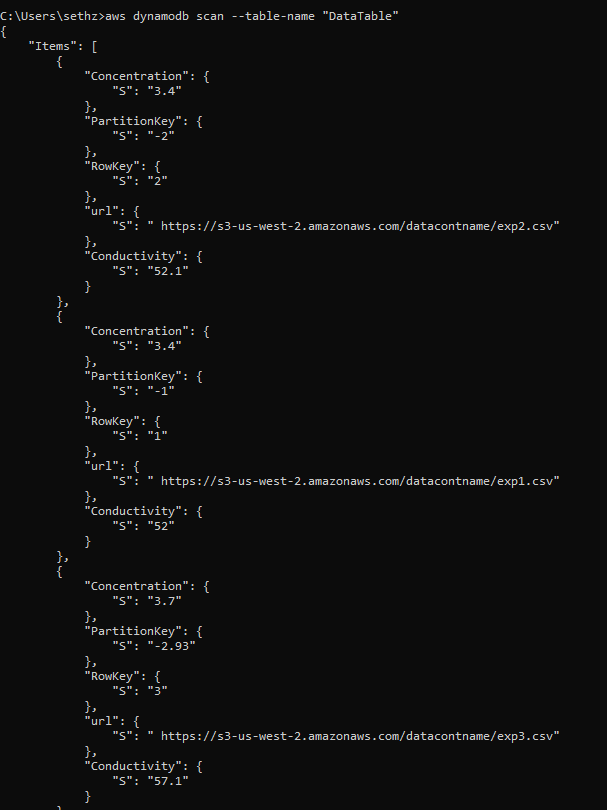 C:\Users\sethz>aws dynamodb scan --table-name "DataTable"
{
    "Items": [
        {
            "Concentration": {
                "S": "3.4"
            },
            "PartitionKey": {
                "S": "-2"
            },
            "RowKey": {
                "S": "2"
            },
            "url": {
                "S": " https://s3-us-west-2.amazonaws.com/datacontname/exp2.csv"
            },
            "Conductivity": {
                "S": "52.1"
            }
        },
        {
            "Concentration": {
                "S": "3.4"
            },
            "PartitionKey": {
                "S": "-1"
            },
            "RowKey": {
                "S": "1"
            },
            "url": {
                "S": " https://s3-us-west-2.amazonaws.com/datacontname/exp1.csv"
            },
            "Conductivity": {
                "S": "52"
            }
        },
        {
            "Concentration": {
                "S": "3.7"
            },
            "PartitionKey": {
                "S": "-2.93"
            },
            "RowKey": {
                "S": "3"
            },
            "url": {
                "S": " https://s3-us-west-2.amazonaws.com/datacontname/exp3.csv"
            },
            "Conductivity": {
                "S": "57.1"
            }